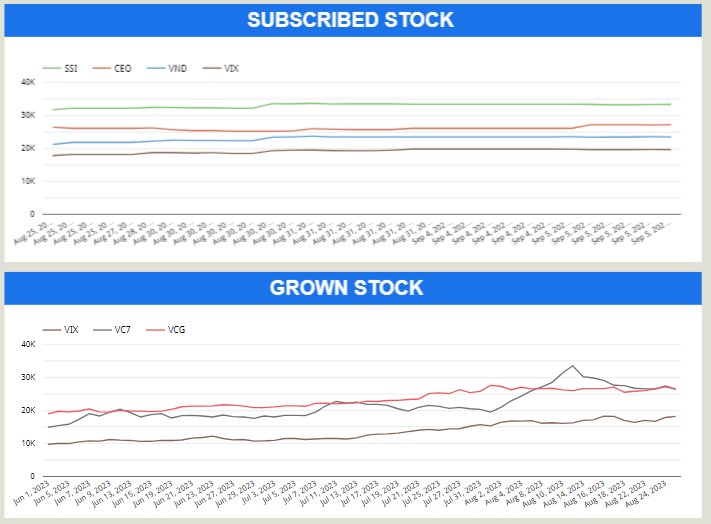 SUBSCRIBED STOCK
SSI CEO VND VIX
40K
30K
20K
10K
0
Aug 25, 20...
Aug 25, 20...
Aug 25, 20...
Aug 25, 20...
Aug 27, 20...
Aug 28, 20...
Aug 30, 20...
Aug 30, 20...
Aug 30, 20...
Aug 30, 20...
Aug 30, 20...
Aug 30, 20...
Aug 30, 20...
Aug 31, 20...
Aug 31, 20...
Aug 31, 20...
Aug 31, 20...
Aug 31, 20...
Aug 31, 20...
Aug 31, 20...
Sep 4, 202...
Sep 4, 202...
Sep 4, 202...
Sep 4, 202...
Sep 4, 202...
Sep 4, 202...
Sep 5, 202...
Sep 5, 202...
Sep 5, 202...
Sep 5, 202...
Sep 5, 202...
GROWN STOCK
VIX VC7 VCG
40K
30K
20K
10K
0
Jun 1, 2023
Jun 5, 2023
Jun 7, 2023
Jun 9, 2023
Jun 13, 2023
Jun 15, 2023
Jun 19, 2023
Jun 21, 2023
Jun 23, 2023
Jun 27, 2023
Jun 29, 2023
Jul 3, 2023
Jul 5, 2023
Jul 7, 2023
Jul 11, 2023
Jul 13, 2023
Jul 17, 2023
Jul 19, 2023
Jul 21, 2023
Jul 25, 2023
Jul 27, 2023
Jul 31, 2023
Aug 2, 2023
Aug 4, 2023
Aug 8, 2023
Aug 10, 2023
Aug 14, 2023
Aug 16, 2023
Aug 18, 2023
Aug 22, 2023
Aug 24, 2023